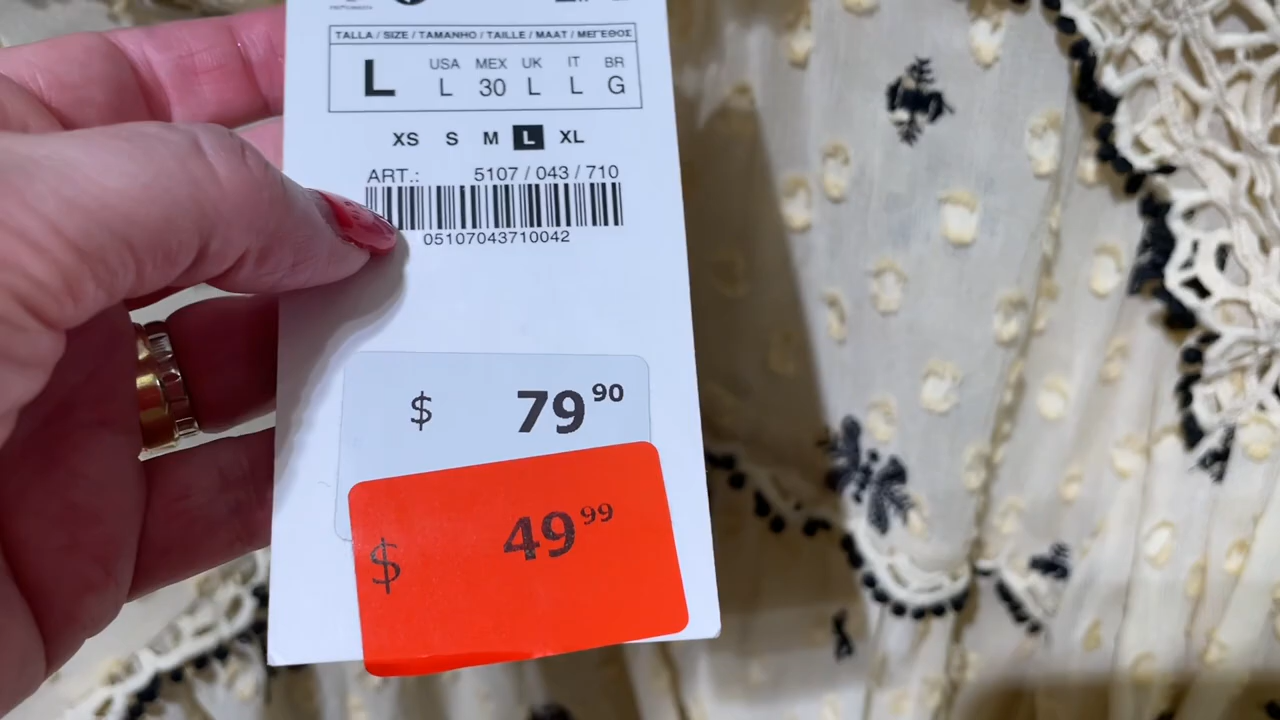 TALLA / SIZE / TAMANHO / TAILLE / MAAT / ΜΕΓΕΘΟΣ
L USA L MEX 30 UK L IT L BR G
XS S M L XL
ART.: 5107 / 043 / 710
05107043710042
$ 79 90
$ 49 99